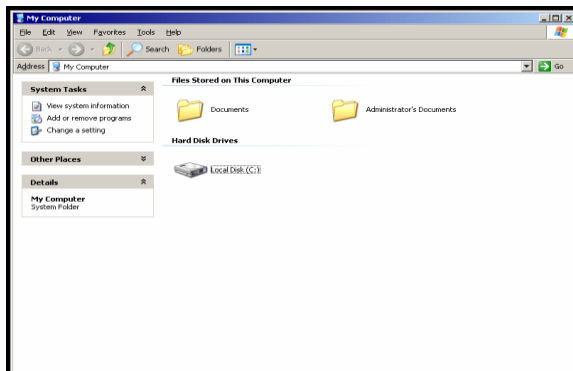 My Computer
File Edit View Favorites Tools Help
Back Search Folders
Address My Computer Go
System Tasks
View system information
Add or remove programs
Change a setting
Other Places
Details
My Computer
System Folder
Files Stored on This Computer
Documents Administrator's Documents
Hard Disk Drives
Local Disk (C:)